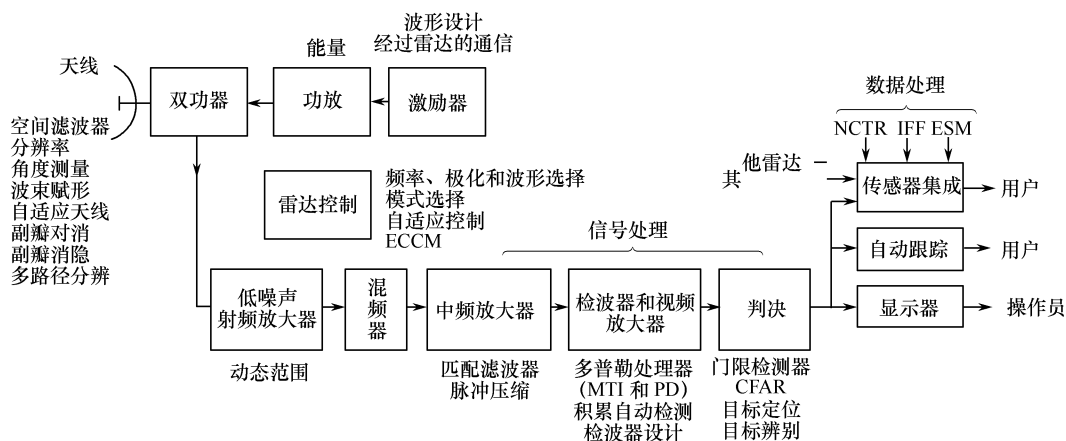 波形设计
经过雷达的通信
能量
天线
双功器
功放
激励器
空间滤波器
分辨率
角度测量
波束赋形
自适应天线
副瓣对消
副瓣消隐
多路径分辨
雷达控制
频率、极化和波形选择
模式选择
自适应控制
ECCM
数据处理
NCTR IFF ESM
他雷达
其
传感器集成
用户
自动跟踪
用户
显示器
操作员
信号处理
低噪声
射频放大器
混
频
器
中频放大器
检波器和视频
放大器
判决
动态范围
匹配滤波器
脉冲压缩
多普勒处理器
（MTI 和 PD）
积累自动检测
检波器设计
门限检测器
CFAR
目标定位
目标辨别